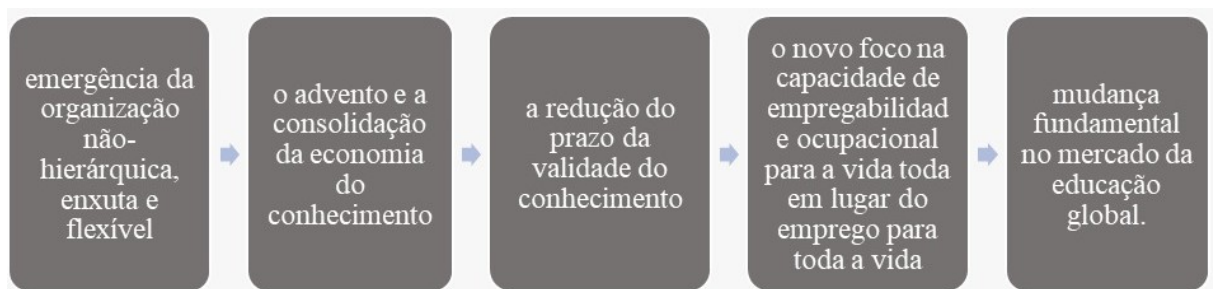 emergência da
organização
não-
hierárquica,
enxuta e
flexível
o advento e a
consolidação
da economia
do
conhecimento
a redução do
prazo da
validade do
conhecimento
o novo foco na
capacidade de
empregabilidad
e ocupacional
para a vida toda
em lugar do
emprego para
toda a vida
mudança
fundamental
no mercado da
educação
global.